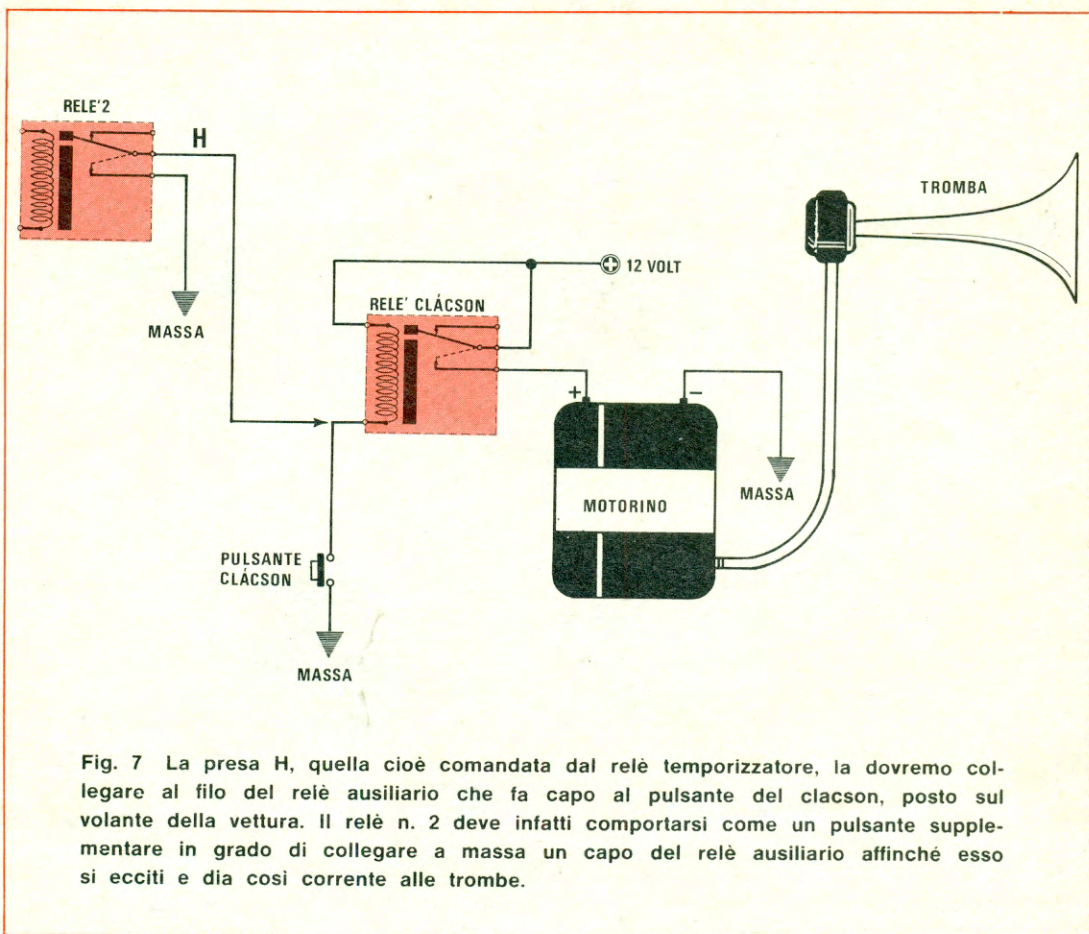 RELE'2
H
MASSA
TROMBA
12 VOLT
RELE' CLÁCSON
+
−
MOTORINO
MASSA
PULSANTE
CLÁCSON
MASSA
Fig. 7 La presa H, quella cioè comandata dal relè temporizzatore, la dovremo col-
legare al filo del relè ausiliario che fa capo al pulsante del clacson, posto sul
volante della vettura. Il relè n. 2 deve infatti comportarsi come un pulsante supple-
mentare in grado di collegare a massa un capo del relè ausiliario affinché esso
si ecciti e dia così corrente alle trombe.